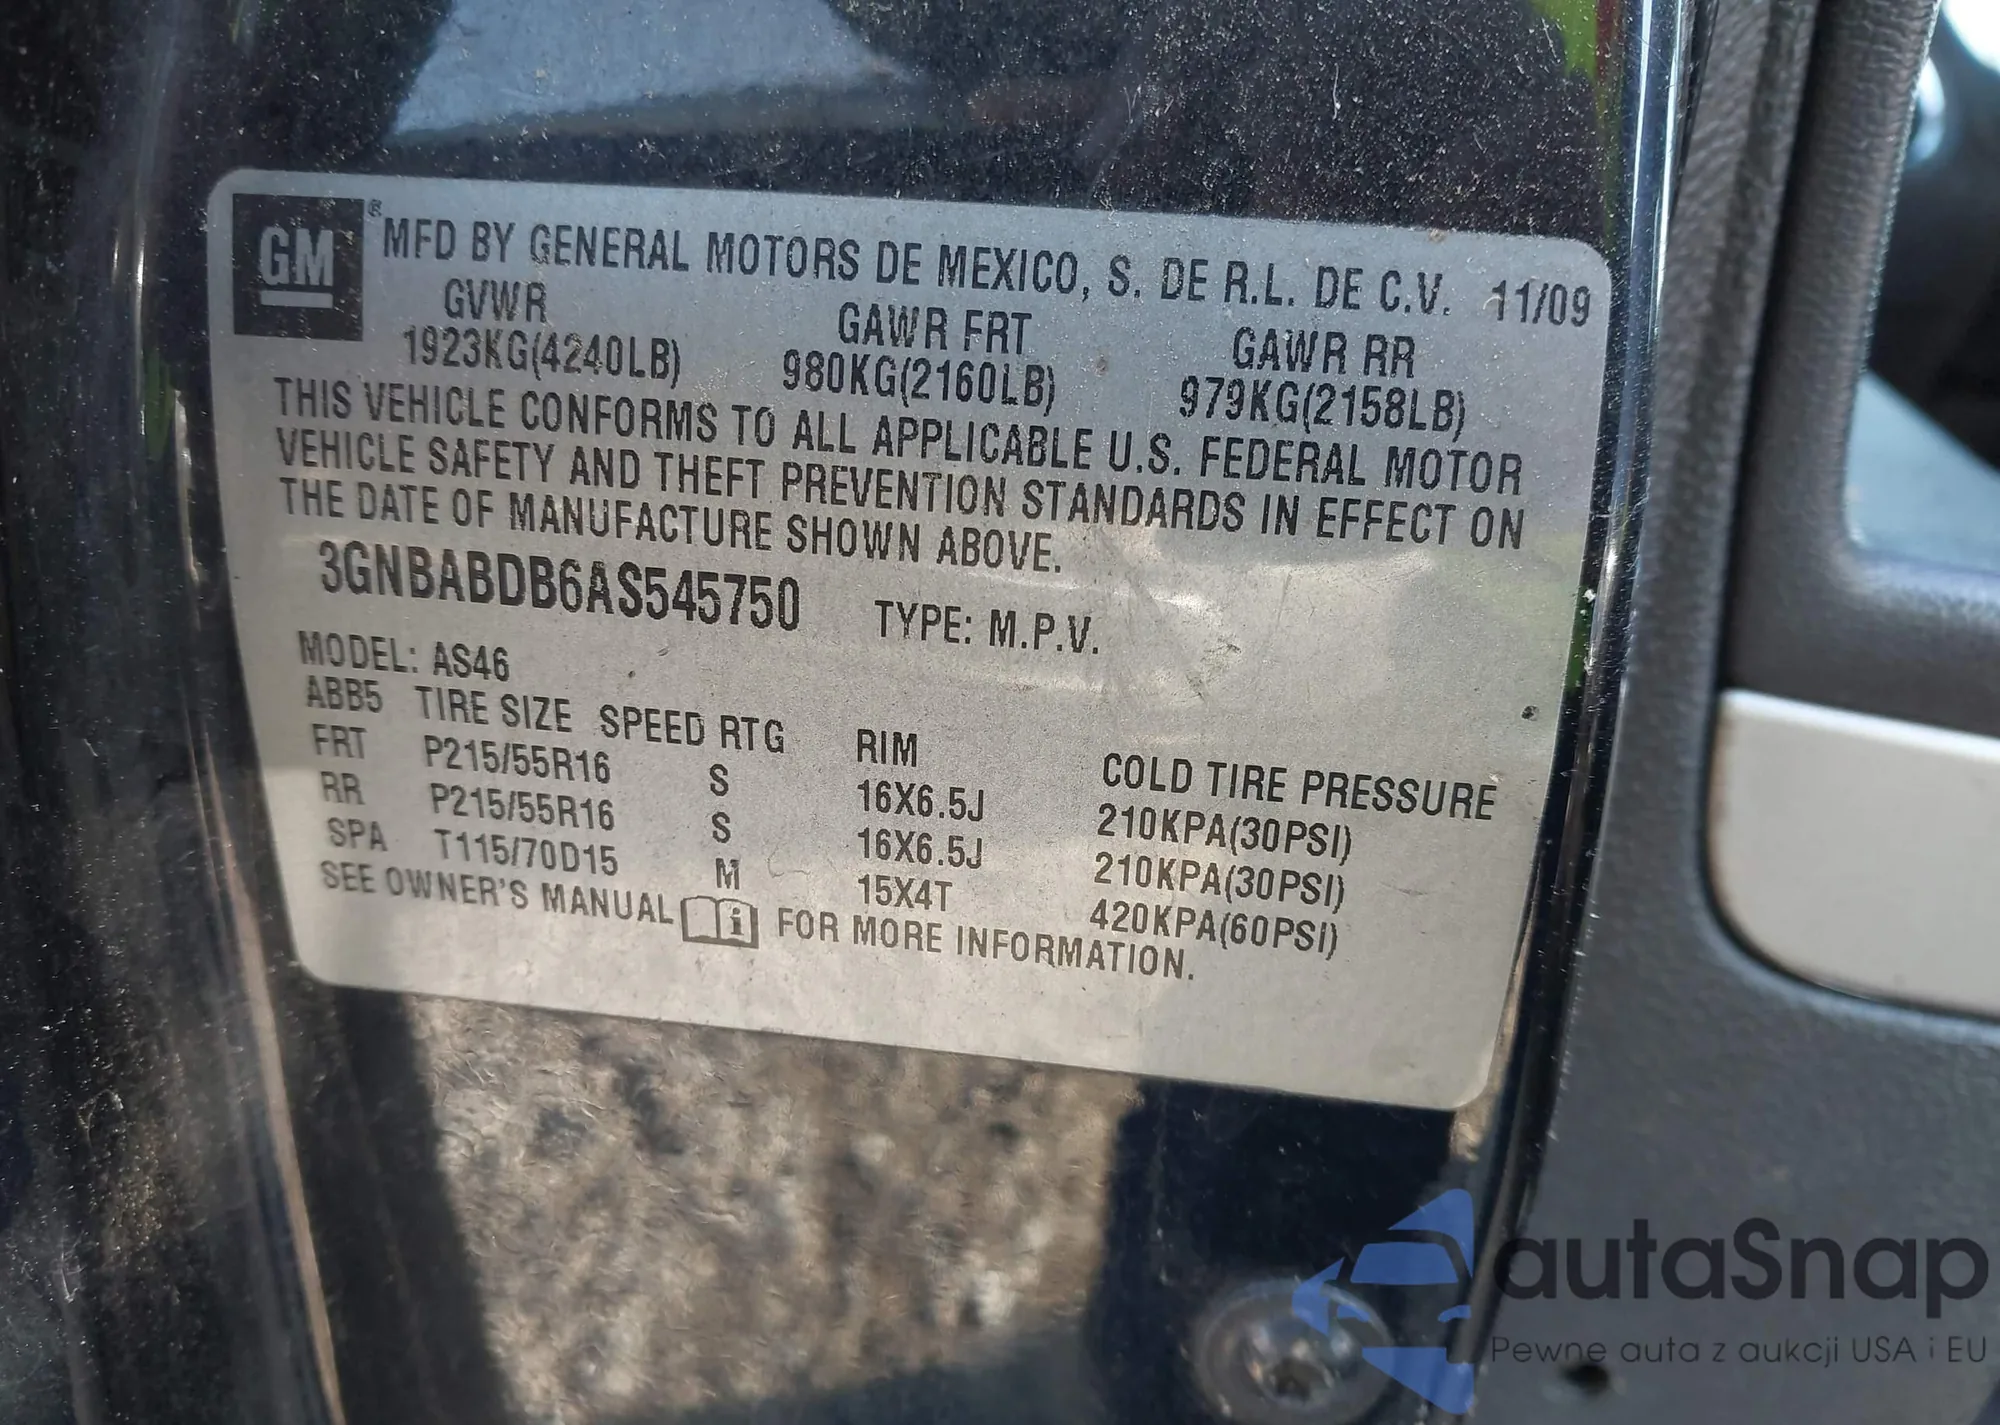 GM® MFD BY GENERAL MOTORS DE MEXICO, S. DE R.L. DE C.V. 11/09
GVWR GAWR FRT GAWR RR
1923KG(4240LB) 980KG(2160LB) 979KG(2158LB)
THIS VEHICLE CONFORMS TO ALL APPLICABLE U.S. FEDERAL MOTOR
VEHICLE SAFETY AND THEFT PREVENTION STANDARDS IN EFFECT ON
THE DATE OF MANUFACTURE SHOWN ABOVE.
3GNBABDB6AS545750 TYPE: M.P.V.
MODEL: AS46
ABB5 TIRE SIZE SPEED RTG RIM COLD TIRE PRESSURE
FRT P215/55R16 S 16X6.5J 210KPA(30PSI)
RR P215/55R16 S 16X6.5J 210KPA(30PSI)
SPA T115/70D15 M 15X4T 420KPA(60PSI)
SEE OWNER'S MANUAL i FOR MORE INFORMATION.
autaSnap
Pewne auta z aukcji USA i EU